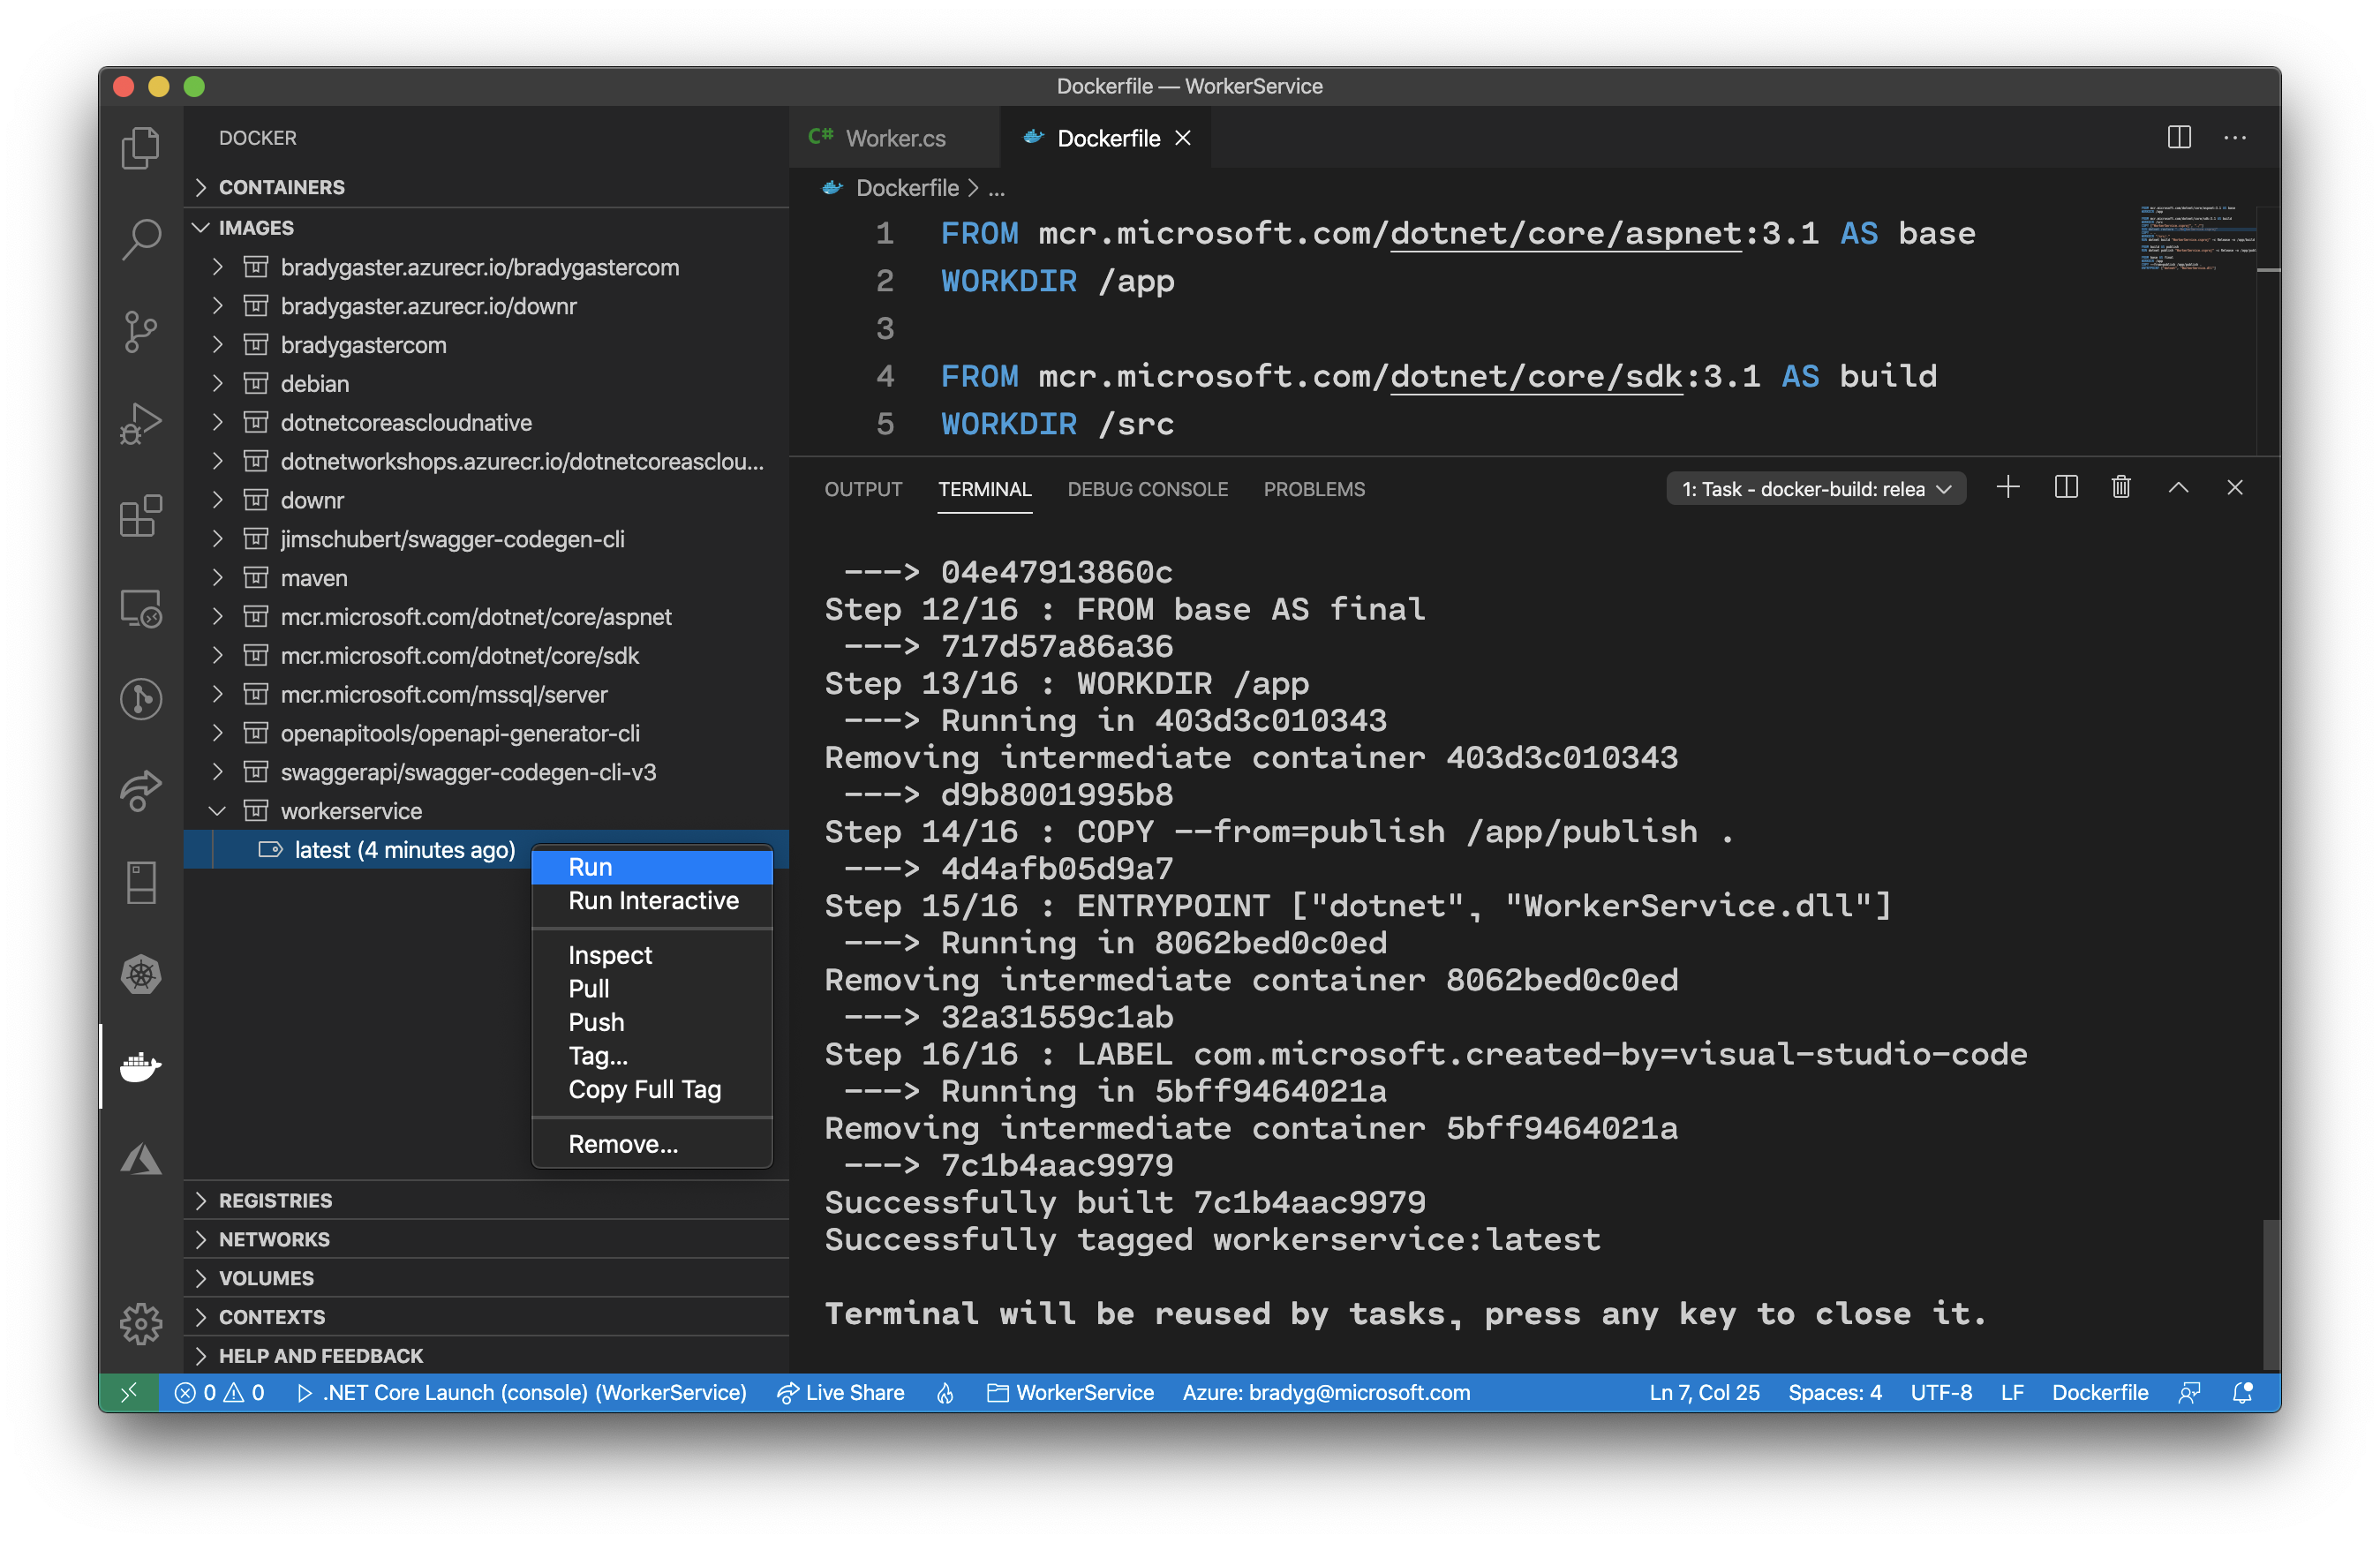 Dockerfile — WorkerService
DOCKER
CONTAINERS
IMAGES
bradygaster.azurecr.io/bradygastercom
bradygaster.azurecr.io/downr
bradygastercom
debian
dotnetcoreascloudnative
dotnetworkshops.azurecr.io/dotnetcoreasclou...
downr
jimschubert/swagger-codegen-cli
maven
mcr.microsoft.com/dotnet/core/aspnet
mcr.microsoft.com/dotnet/core/sdk
mcr.microsoft.com/mssql/server
openapitools/openapi-generator-cli
swaggerapi/swagger-codegen-cli-v3
workerservice
latest (4 minutes ago)
Run
Run Interactive
Inspect
Pull
Push
Tag...
Copy Full Tag
Remove...
REGISTRIES
NETWORKS
VOLUMES
CONTEXTS
HELP AND FEEDBACK
C# Worker.cs Dockerfile
Dockerfile > ...
1 FROM mcr.microsoft.com/dotnet/core/aspnet:3.1 AS base
2 WORKDIR /app
3
4 FROM mcr.microsoft.com/dotnet/core/sdk:3.1 AS build
5 WORKDIR /src
OUTPUT TERMINAL DEBUG CONSOLE PROBLEMS 1: Task - docker-build: relea
---> 04e47913860c
Step 12/16 : FROM base AS final
---> 717d57a86a36
Step 13/16 : WORKDIR /app
---> Running in 403d3c010343
Removing intermediate container 403d3c010343
---> d9b8001995b8
Step 14/16 : COPY --from=publish /app/publish .
---> 4d4afb05d9a7
Step 15/16 : ENTRYPOINT ["dotnet", "WorkerService.dll"]
---> Running in 8062bed0c0ed
Removing intermediate container 8062bed0c0ed
---> 32a31559c1ab
Step 16/16 : LABEL com.microsoft.created-by=visual-studio-code
---> Running in 5bff9464021a
Removing intermediate container 5bff9464021a
---> 7c1b4aac9979
Successfully built 7c1b4aac9979
Successfully tagged workerservice:latest
Terminal will be reused by tasks, press any key to close it.
0 0 .NET Core Launch (console) (WorkerService) Live Share WorkerService Azure: bradyg@microsoft.com Ln 7, Col 25 Spaces: 4 UTF-8 LF Dockerfile